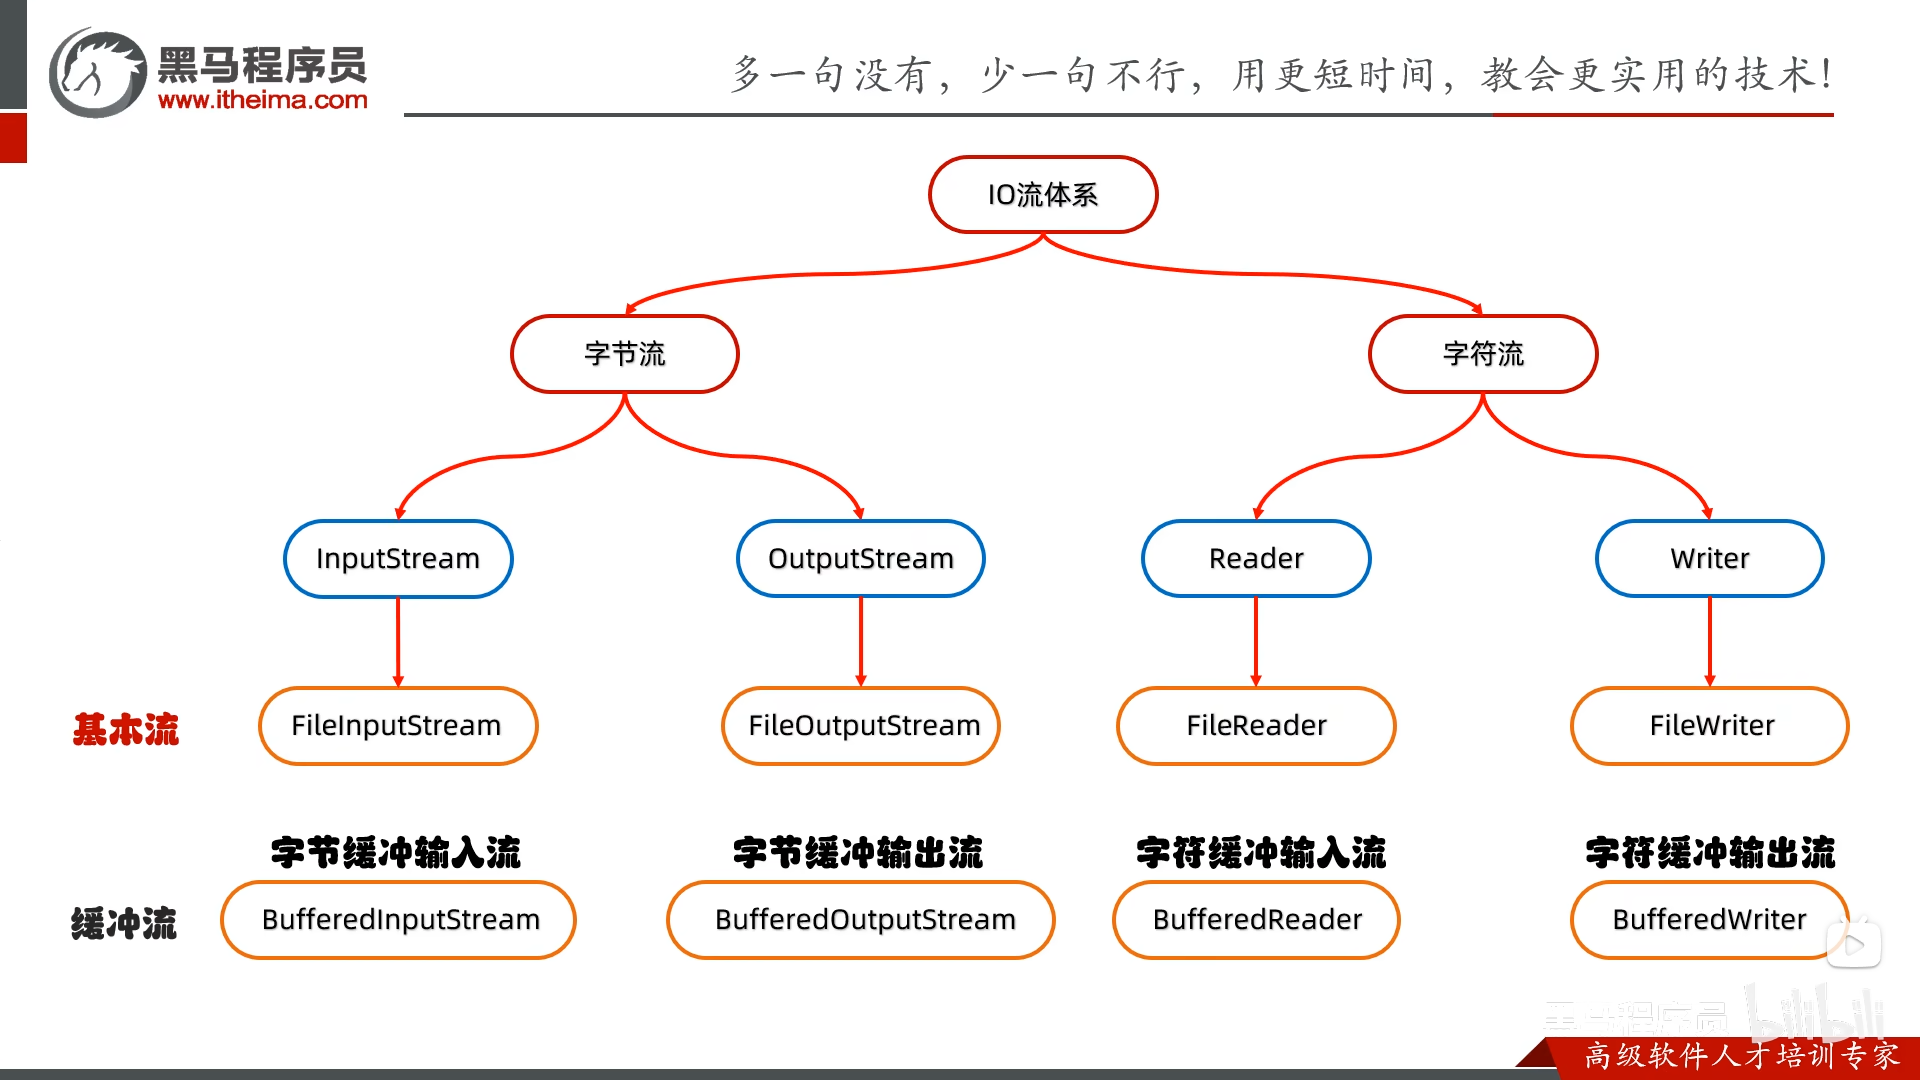 黑马程序员
www.itheima.com
多一句没有，少一句不行，用更短时间，教会更实用的技术！
IO流体系
字节流
字符流
InputStream
OutputStream
Reader
Writer
基本流
FileInputStream
FileOutputStream
FileReader
FileWriter
字节缓冲输入流
字节缓冲输出流
字符缓冲输入流
字符缓冲输出流
缓冲流
BufferedInputStream
BufferedOutputStream
BufferedReader
BufferedWriter
黑马程序员
bilibili
高级软件人才培训专家